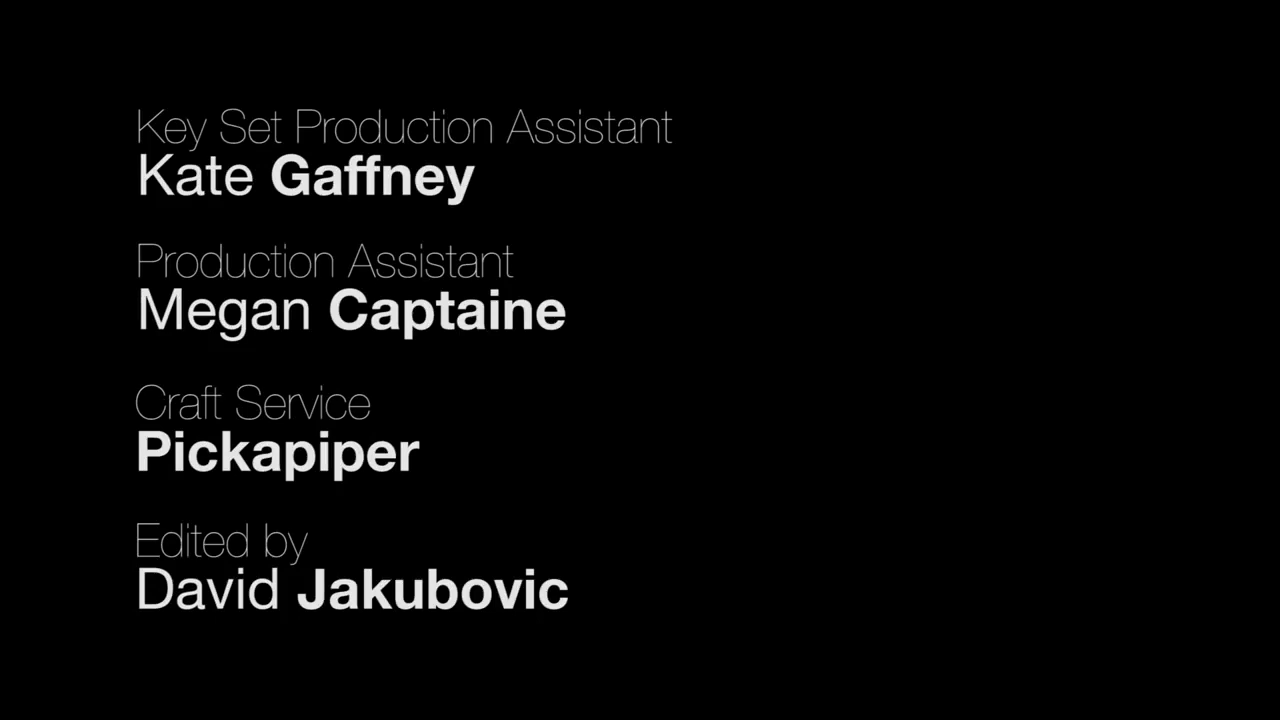 Key Set Production Assistant
Kate Gaffney
Production Assistant
Megan Captaine
Craft Service
Pickapiper
Edited by
David Jakubovic